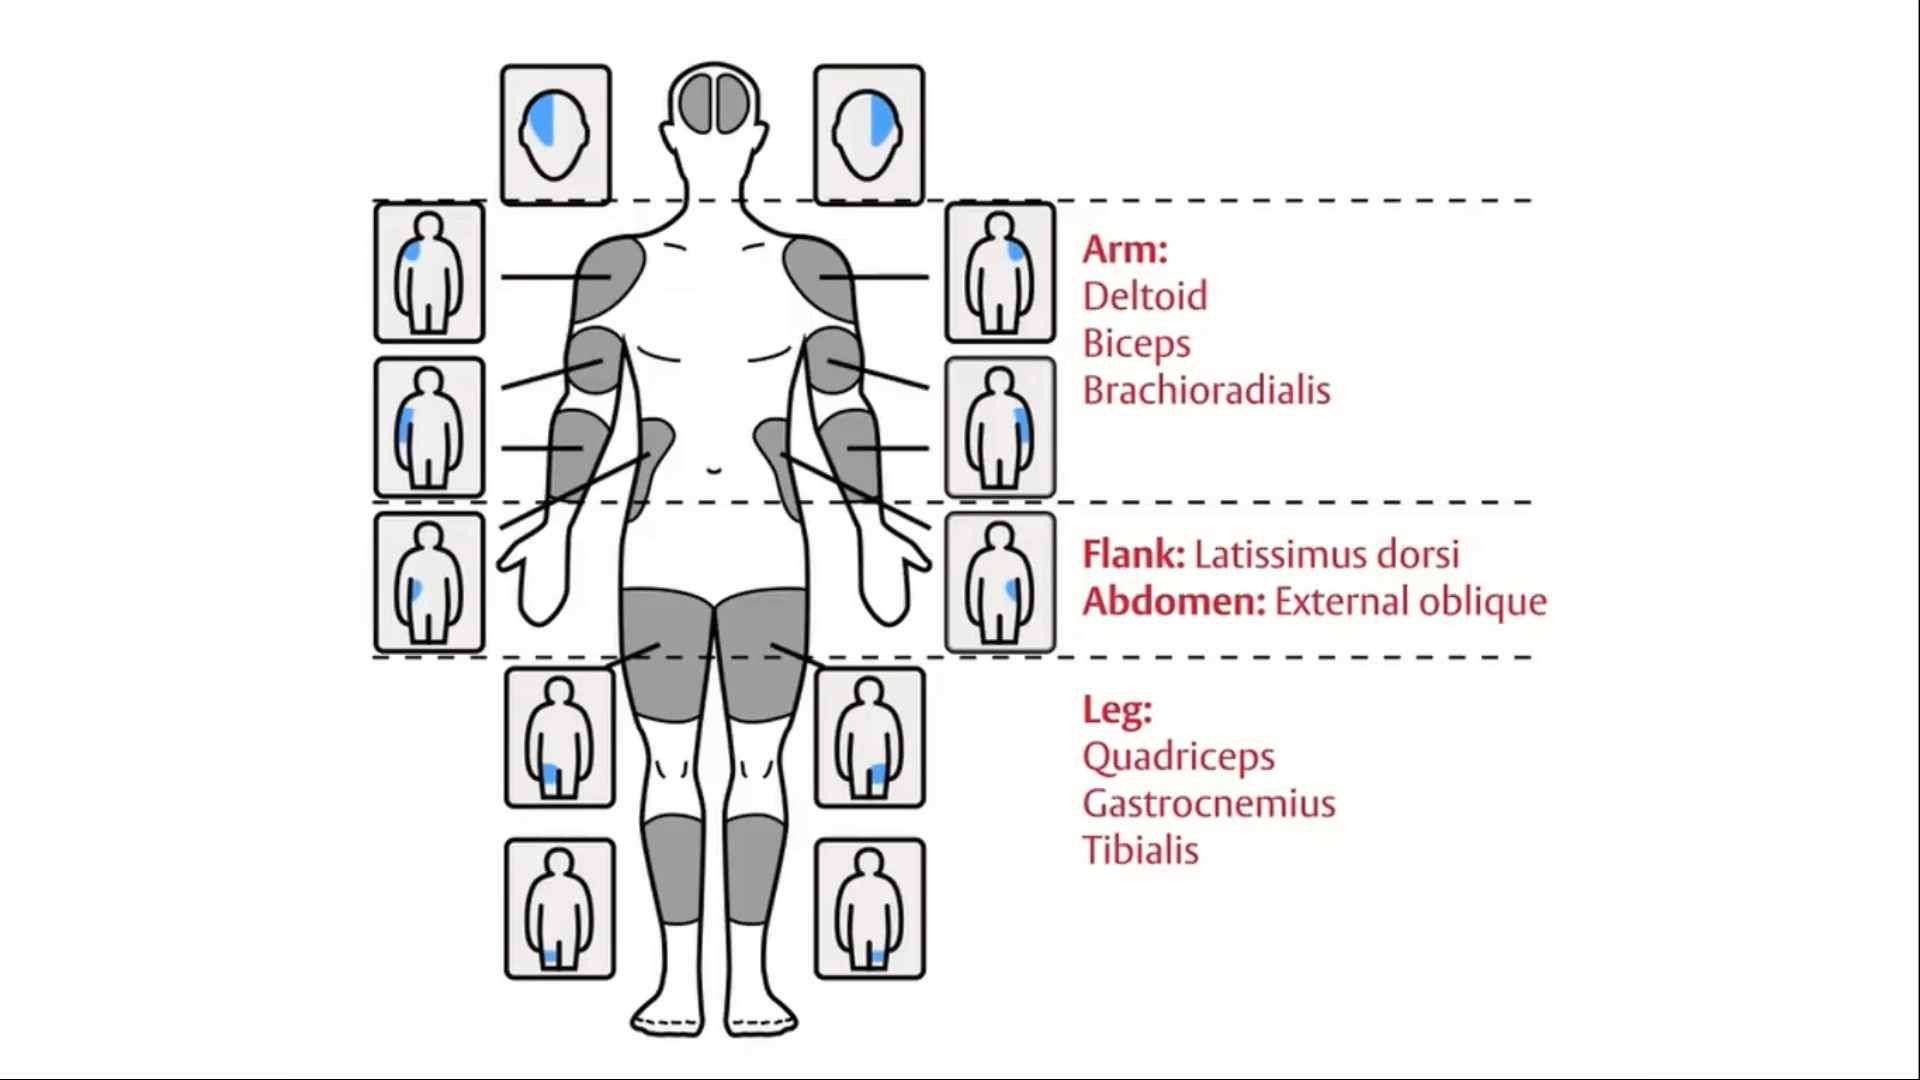 Arm:
Deltoid
Biceps
Brachioradialis
Flank: Latissimus dorsi
Abdomen: External oblique
Leg:
Quadriceps
Gastrocnemius
Tibialis